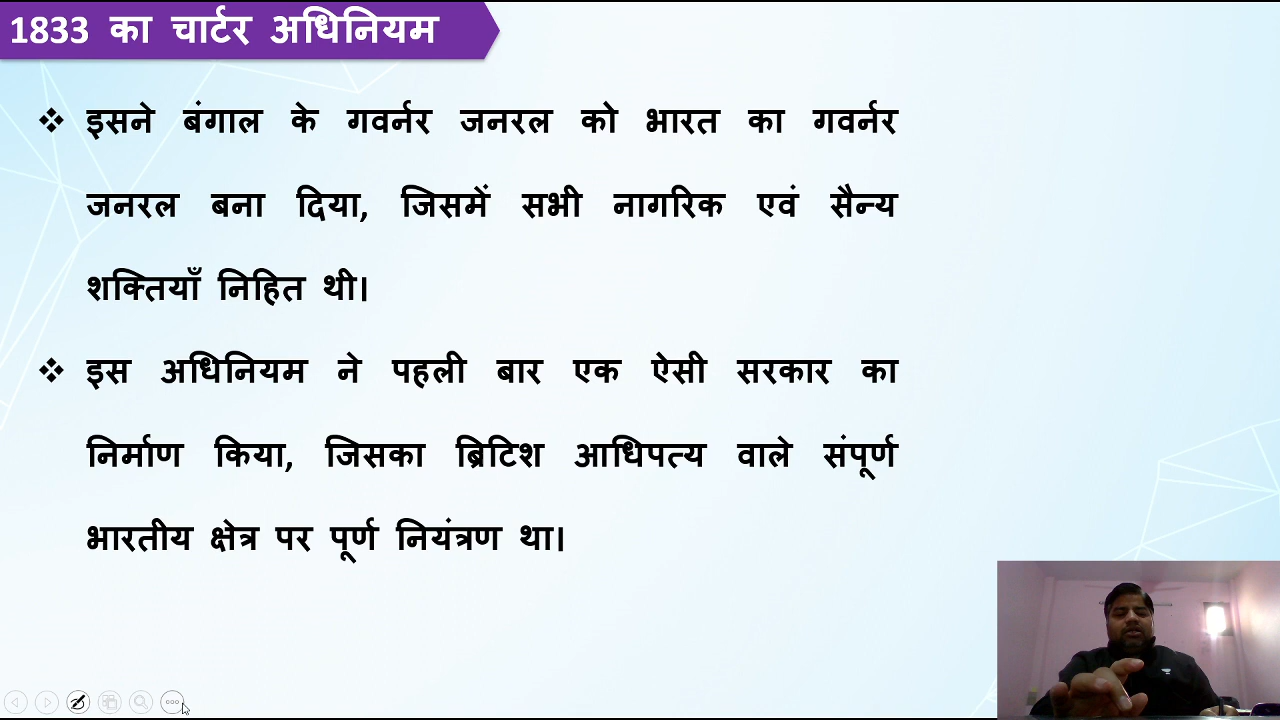 1833 का चार्टर अधिनियम
❖ इसने बंगाल के गवर्नर जनरल को भारत का गवर्नर
जनरल बना दिया, जिसमें सभी नागरिक एवं सैन्य
शक्तियाँ निहित थी।
❖ इस अधिनियम ने पहली बार एक ऐसी सरकार का
निर्माण किया, जिसका ब्रिटिश आधिपत्य वाले संपूर्ण
भारतीय क्षेत्र पर पूर्ण नियंत्रण था।